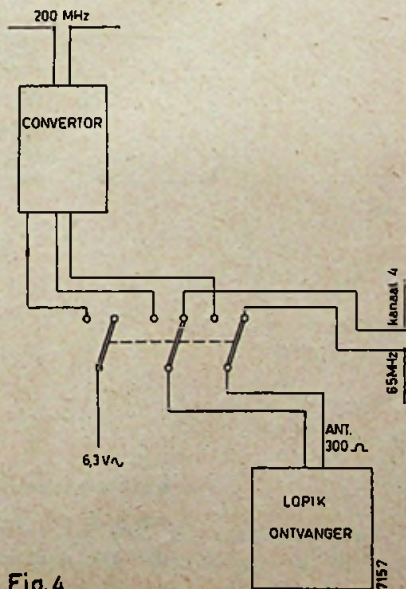 200 MHz
CONVERTOR
kanaal 4
65MHz
6,3V∿
ANT.
300 Ω
LOPIK
ONTVANGER
7157
Fig. 4